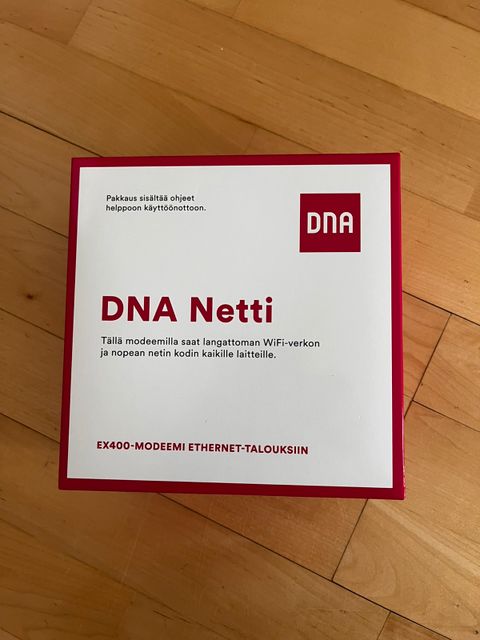 Pakkaus sisältää ohjeet
helppoon käyttöönottoon.
DNA
DNA Netti
Tällä modeemilla saat langattoman WiFi-verkon
ja nopean netin kodin kaikille laitteille.
EX400-MODEEMI ETHERNET-TALOUKSIIN